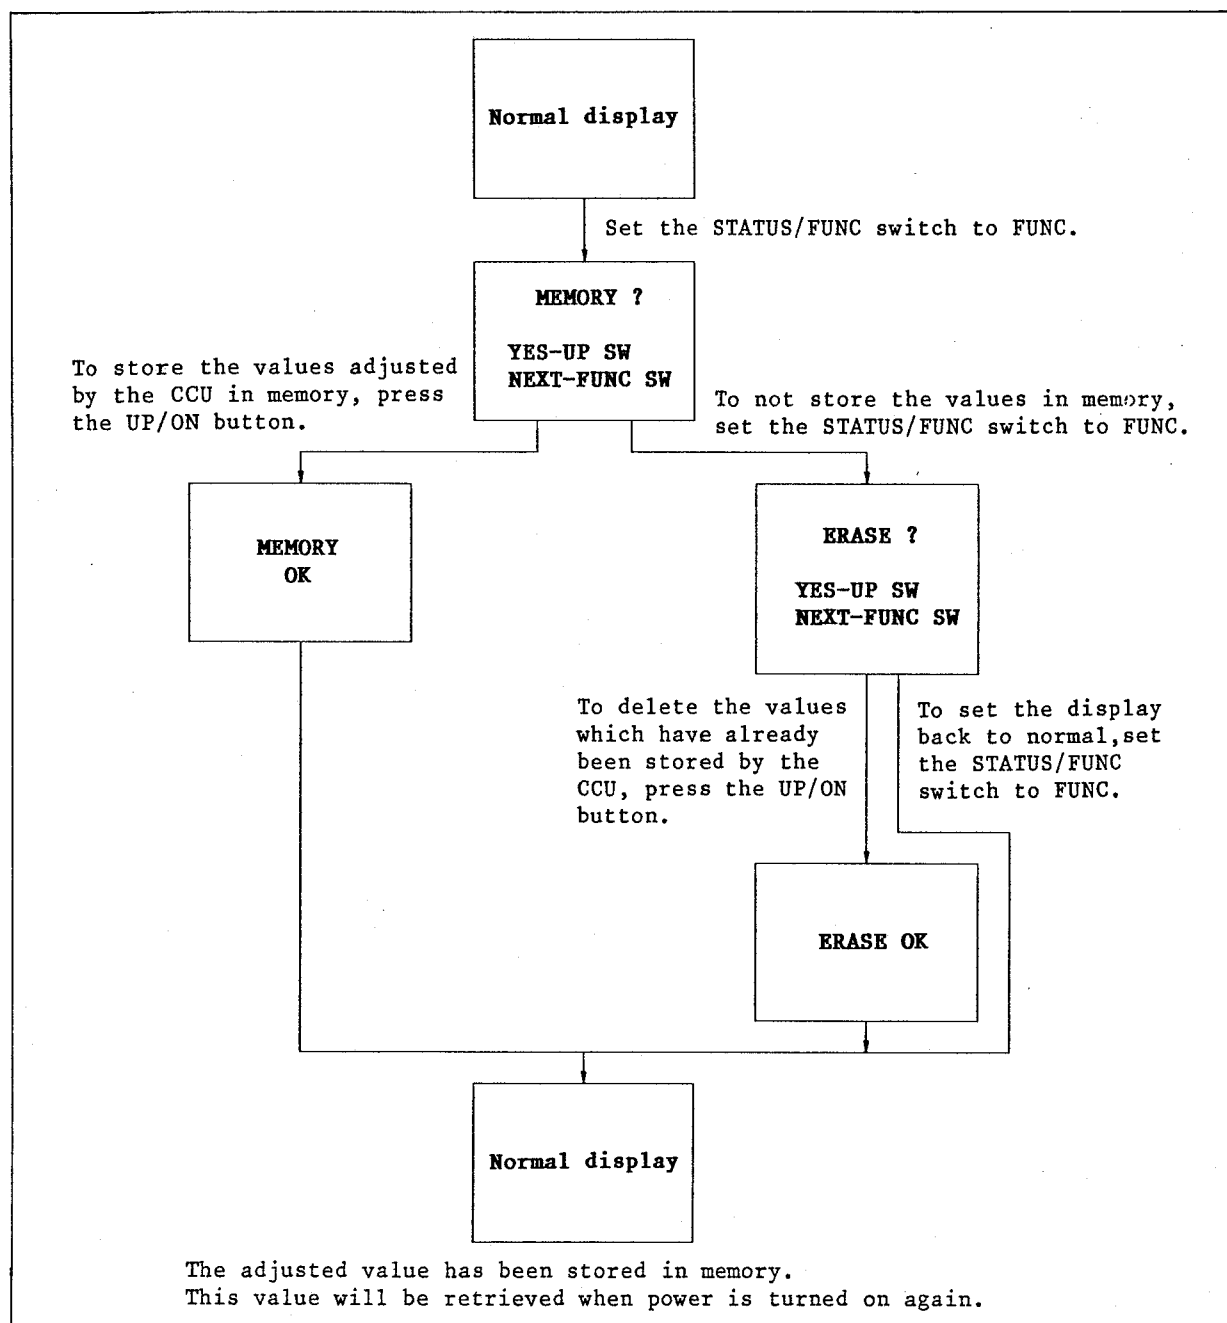 Normal display
Set the STATUS/FUNC switch to FUNC.
MEMORY ?
YES-UP SW
NEXT-FUNC SW
To store the values adjusted
by the CCU in memory, press
the UP/ON button.
To not store the values in memory,
set the STATUS/FUNC switch to FUNC.
MEMORY
OK
ERASE ?
YES-UP SW
NEXT-FUNC SW
To delete the values
which have already
been stored by the
CCU, press the UP/ON
button.
To set the display
back to normal,set
the STATUS/FUNC
switch to FUNC.
ERASE OK
Normal display
The adjusted value has been stored in memory.
This value will be retrieved when power is turned on again.